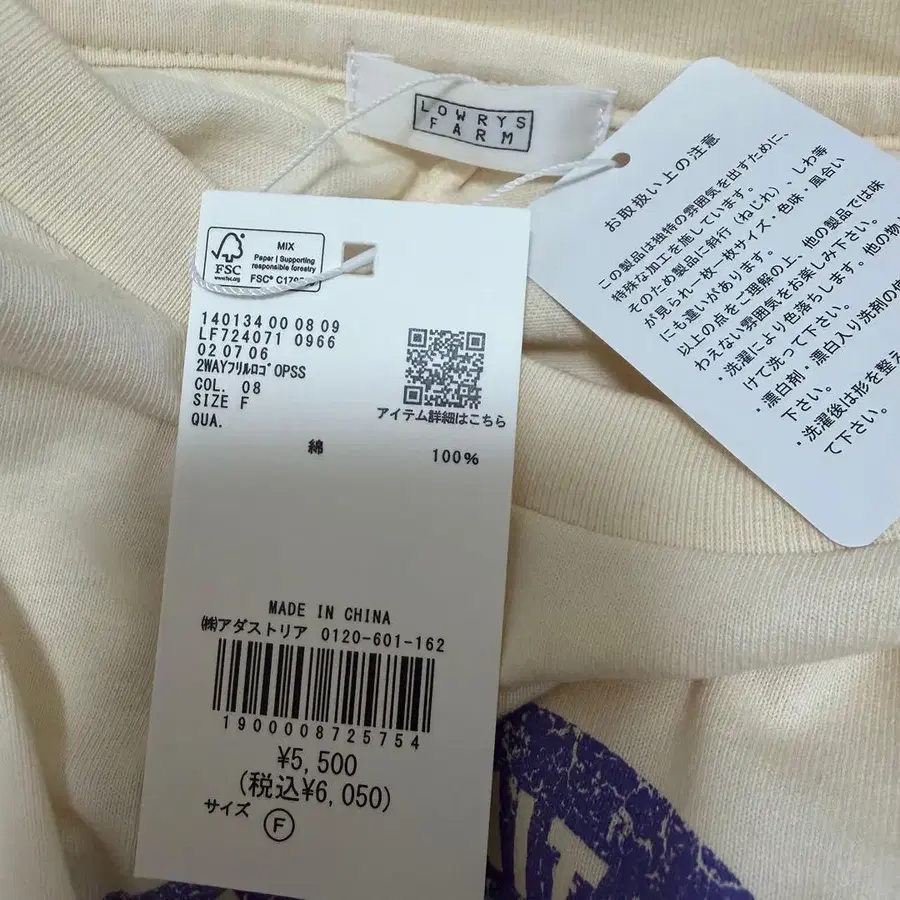 LOWRYS
FARM
FSC
www.fsc.org
MIX
Paper | Supporting
responsible forestry
FSC® C170
140134 00 08 09
LF724071 0966
02 07 06
2WAYフリルロゴOPSS
COL. 08
SIZE F
QUA.
綿 100%
アイテム詳細はこちら
MADE IN CHINA
㈱アダストリア 0120-601-162
1900008725754
¥5,500
(税込¥6,050)
サイズ F
お取扱い上の注意
この製品は独特の雰囲気を出すために、
特殊な加工を施しています。
そのため製品に斜行(ねじれ)、しわ等
が見られ一枚一枚サイズ・色味・風合い
にも違いがあります。
以上の点をご理解の上、他の製品では味
わえない雰囲気をお楽しみ下さい。
・洗濯により色落ちします。他の物
けて洗って下さい。
・漂白剤・漂白入り洗剤の使
下さい。
・洗濯後は形を整え
て下さい。